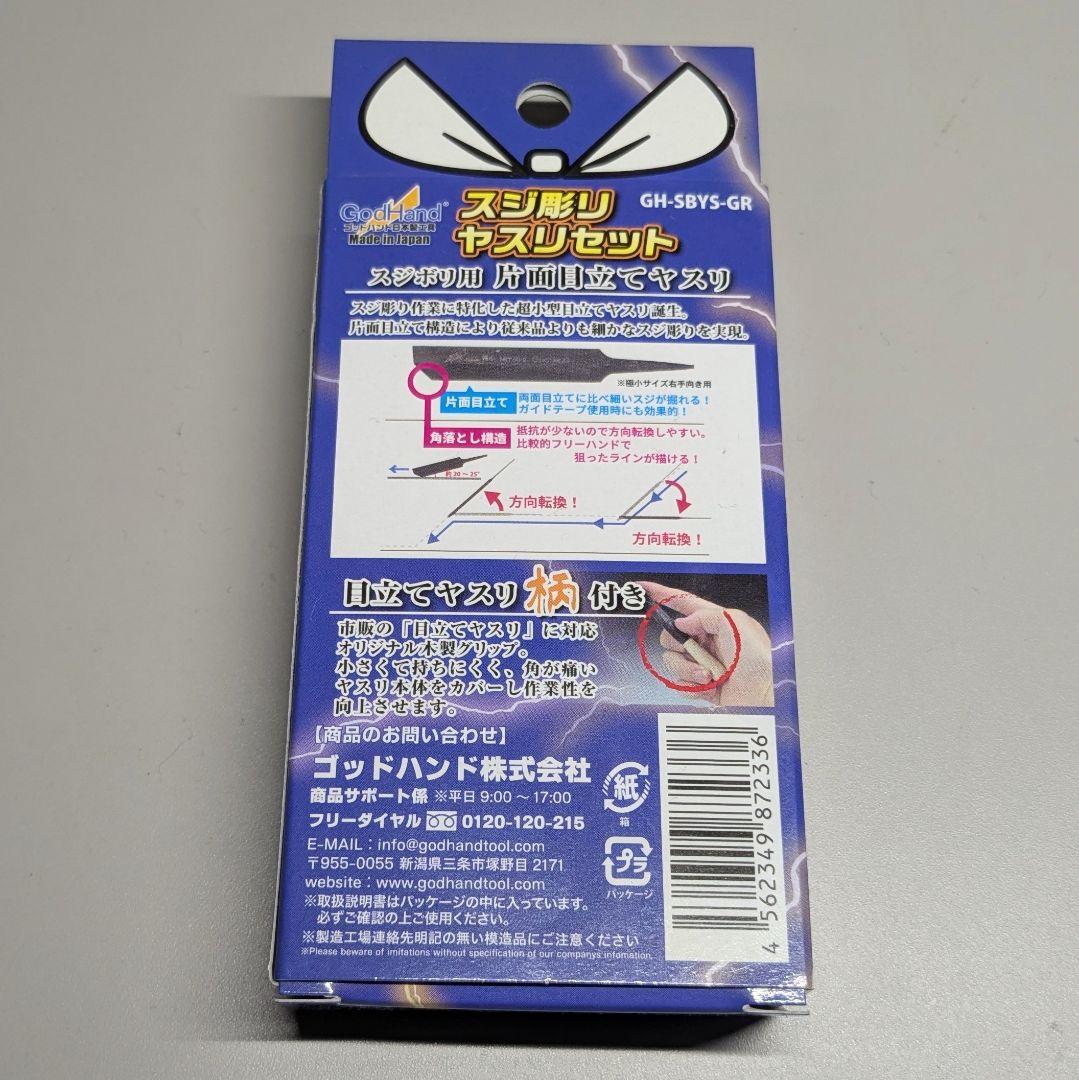 GodHand®
ゴッドハンド日本製工具
Made in Japan
スジ彫り
ヤスリセット
GH-SBYS-GR
スジボリ用 片面目立てヤスリ
スジ彫り作業に特化した超小型目立てヤスリ誕生。
片面目立て構造により従来品よりも細かなスジ彫りを実現。
※極小サイズ右手向き用
片面目立て
両面目立てに比べ細いスジが掘れる!
ガイドテープ使用時にも効果的!
角落とし構造
抵抗が少ないので方向転換しやすい。
比較的フリーハンドで
狙ったラインが描ける!
約20~25°
方向転換!
方向転換!
目立てヤスリ 柄 付き
市販の「目立てヤスリ」に対応
オリジナル木製グリップ。
小さくて持ちにくく、角が痛い
ヤスリ本体をカバーし作業性を
向上させます。
【商品のお問い合わせ】
ゴッドハンド株式会社
商品サポート係 ※平日 9:00~17:00
フリーダイヤル 0120-120-215
E-MAIL:info@godhandtool.com
〒955-0055 新潟県三条市塚野目 2171
website:www.godhandtool.com
※取扱説明書はパッケージの中に入っています。
必ずご確認の上ご使用ください。
※製造工場連絡先明記の無い模造品にご注意ください
※Please beware of imitations without specification of our companys infomation.
紙
箱
プラ
パッケージ
4 562349 872336